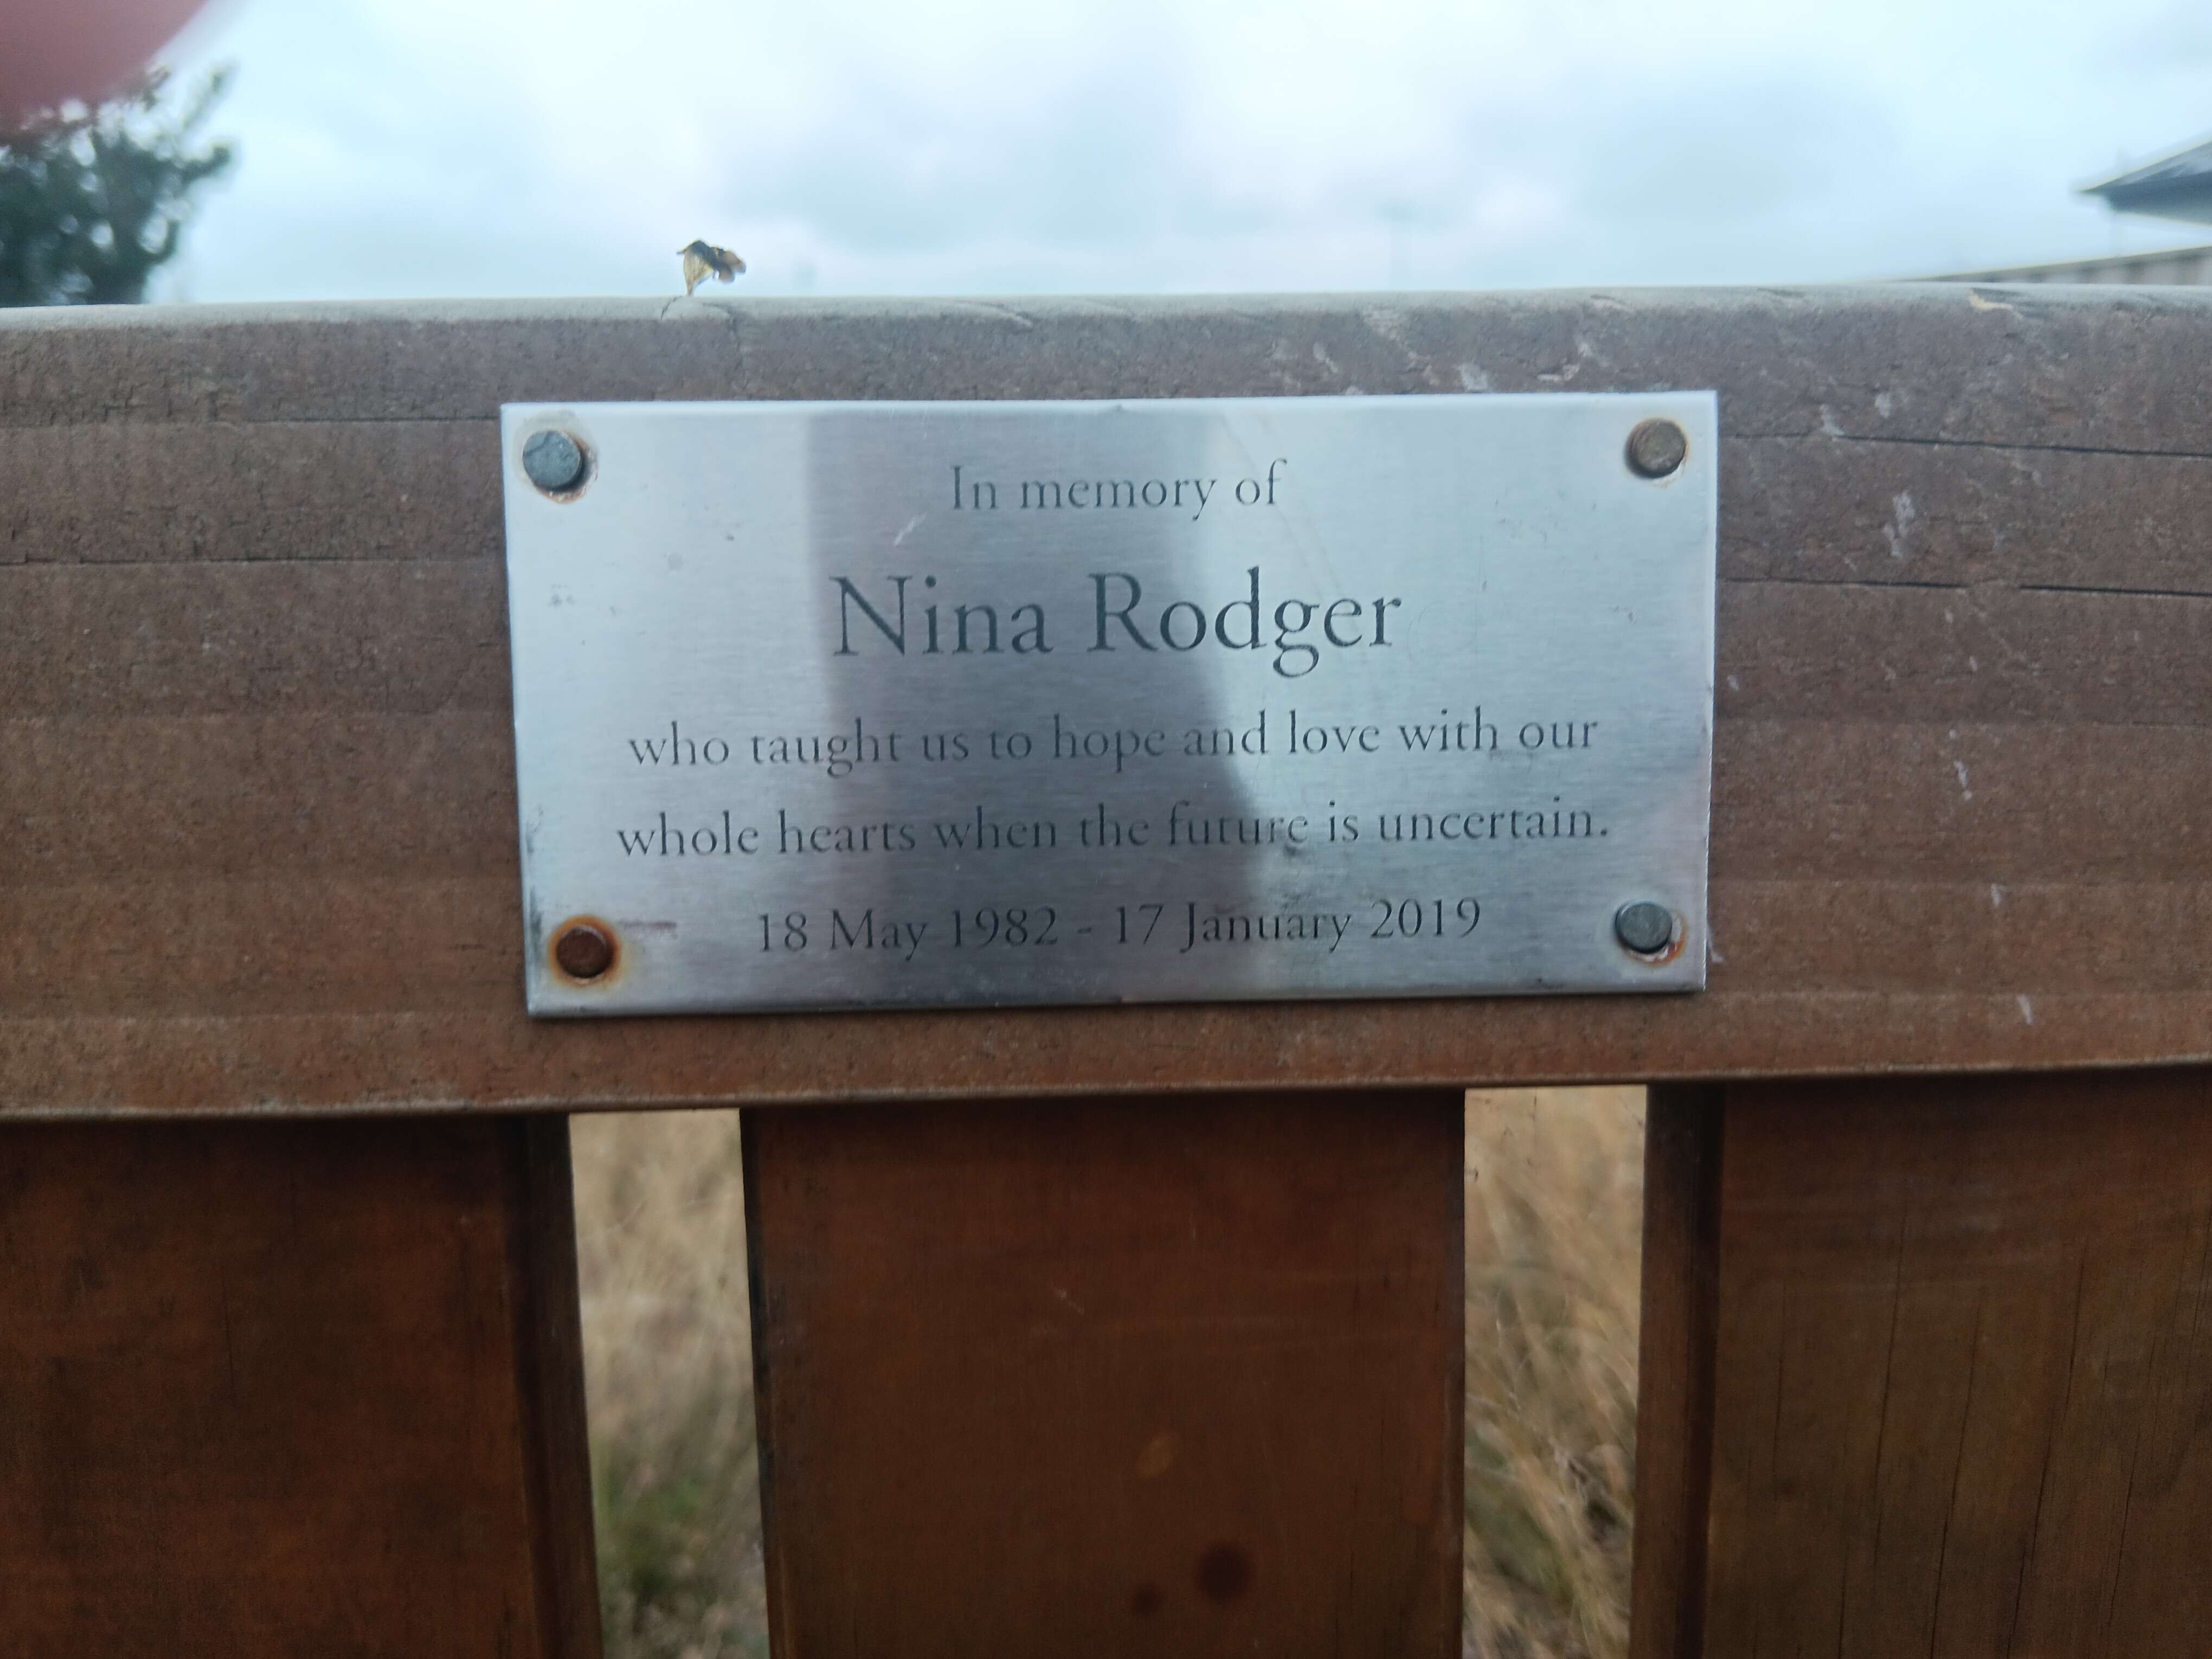 In memory of
Nina Rodger
who taught us to hope and love with our
whole hearts when the future is uncertain.
18 May 1982 - 17 January 2019